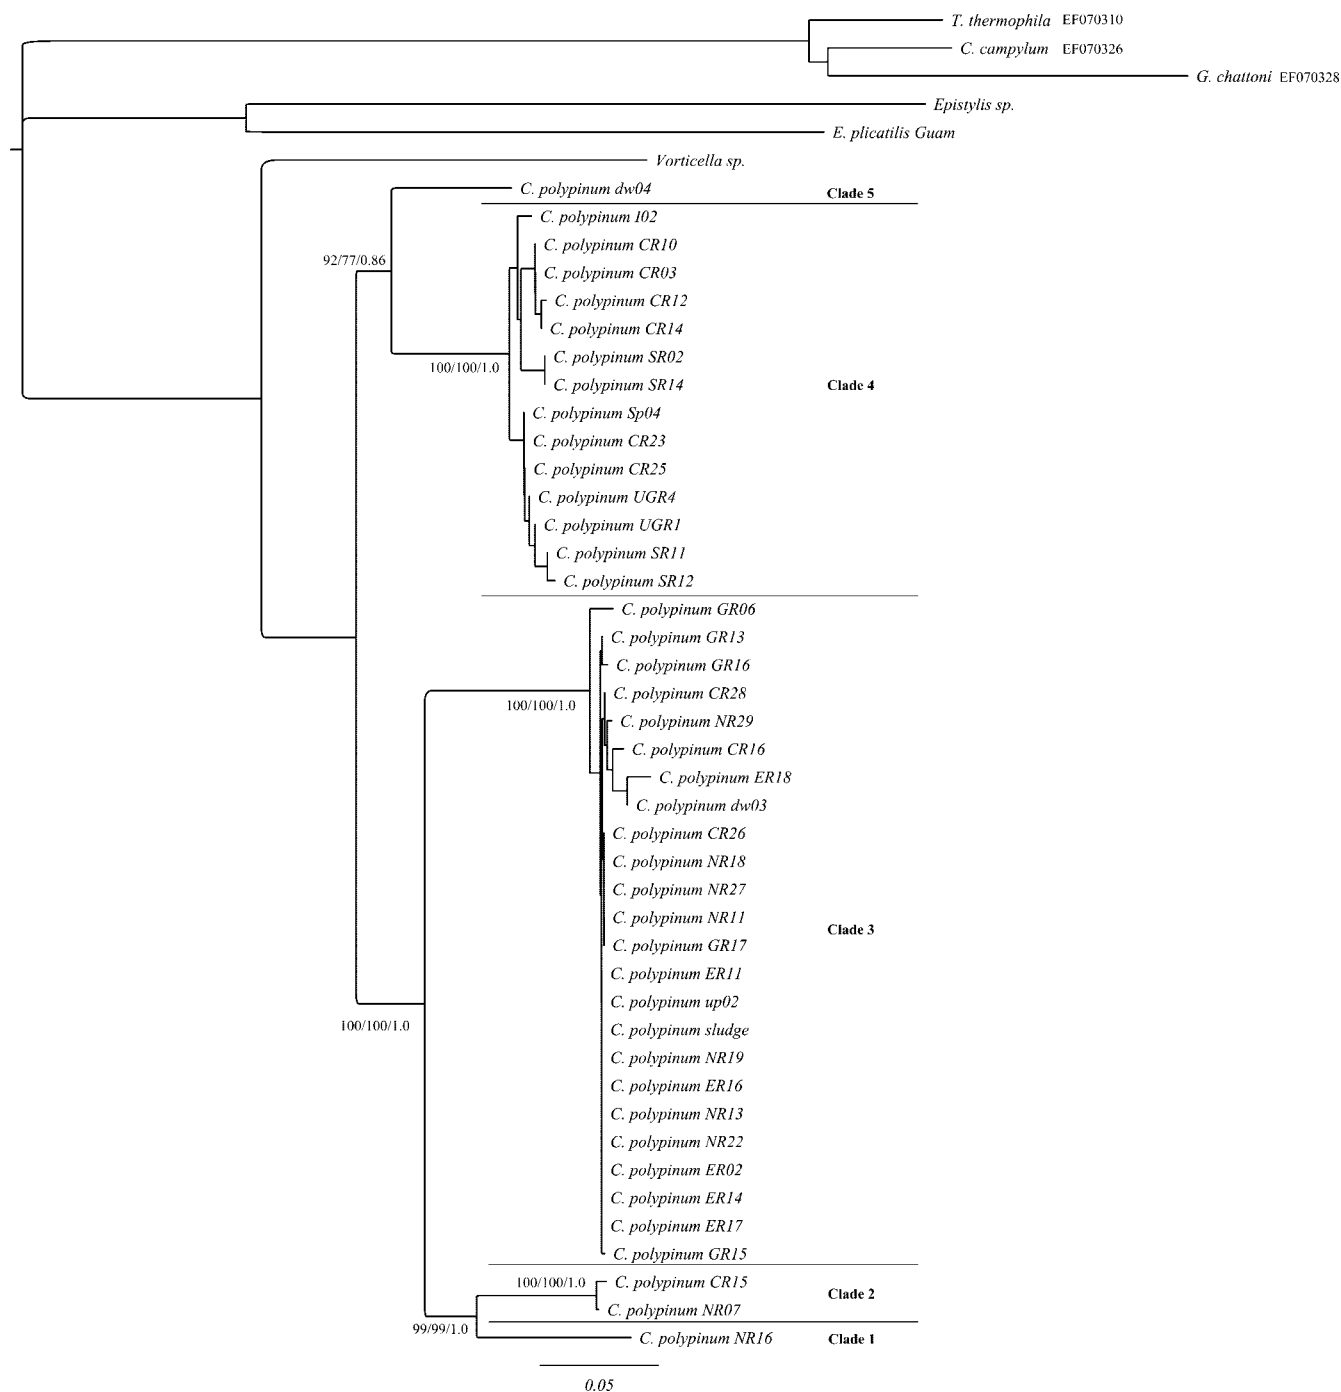 T. thermophila EF070310
C. campylum EF070326
G. chattoni EF070328
Epistylis sp.
E. plicatilis Guam
Vorticella sp.
C. polypinum dw04
Clade 5
C. polypinum I02
C. polypinum CR10
92/77/0.86
C. polypinum CR03
C. polypinum CR12
C. polypinum CR14
C. polypinum SR02
100/100/1.0
C. polypinum SR14
Clade 4
C. polypinum Sp04
C. polypinum CR23
C. polypinum CR25
C. polypinum UGR4
C. polypinum UGR1
C. polypinum SR11
C. polypinum SR12
C. polypinum GR06
C. polypinum GR13
C. polypinum GR16
C. polypinum CR28
100/100/1.0
C. polypinum NR29
C. polypinum CR16
C. polypinum ER18
C. polypinum dw03
C. polypinum CR26
C. polypinum NR18
C. polypinum NR27
C. polypinum NR11
Clade 3
C. polypinum GR17
C. polypinum ER11
C. polypinum up02
100/100/1.0
C. polypinum sludge
C. polypinum NR19
C. polypinum ER16
C. polypinum NR13
C. polypinum NR22
C. polypinum ER02
C. polypinum ER14
C. polypinum ER17
C. polypinum GR15
100/100/1.0
C. polypinum CR15
Clade 2
C. polypinum NR07
99/99/1.0
C. polypinum NR16
Clade 1
0.05